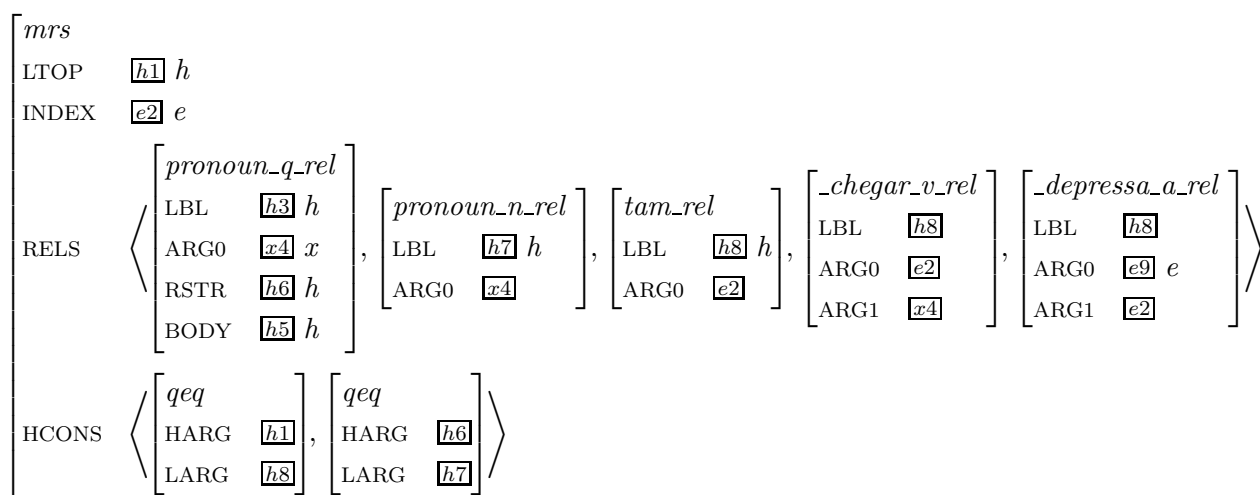 mrs
LTOP h1 h
INDEX e2 e
RELS ⟨ [pronoun_q_rel LBL h3 h ARG0 x4 x RSTR h6 h BODY h5 h], [pronoun_n_rel LBL h7 h ARG0 x4], [tam_rel LBL h8 h ARG0 e2], [_chegar_v_rel LBL h8 ARG0 e2 ARG1 x4], [_depressa_a_rel LBL h8 ARG0 e9 e ARG1 e2] ⟩
HCONS ⟨ [qeq HARG h1 LARG h8], [qeq HARG h6 LARG h7] ⟩